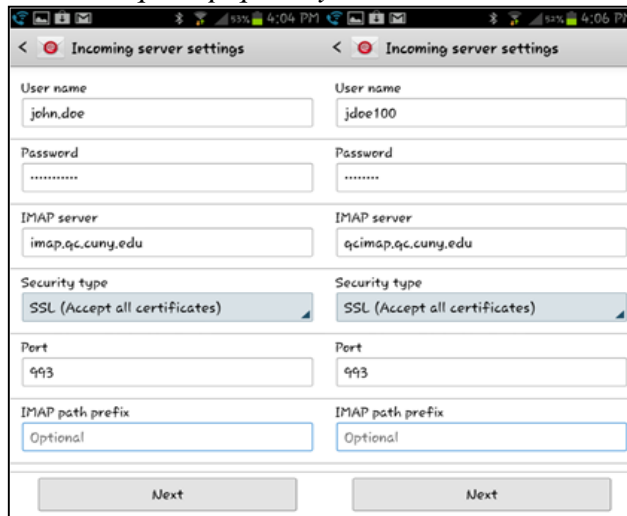 53% 4:04 PM
Incoming server settings
User name
john.doe
Password
...........
IMAP server
imap.qc.cuny.edu
Security type
SSL (Accept all certificates)
Port
993
IMAP path prefix
Optional
Next
52% 4:06 PM
Incoming server settings
User name
jdoe100
Password
........
IMAP server
qcimap.qc.cuny.edu
Security type
SSL (Accept all certificates)
Port
993
IMAP path prefix
Optional
Next